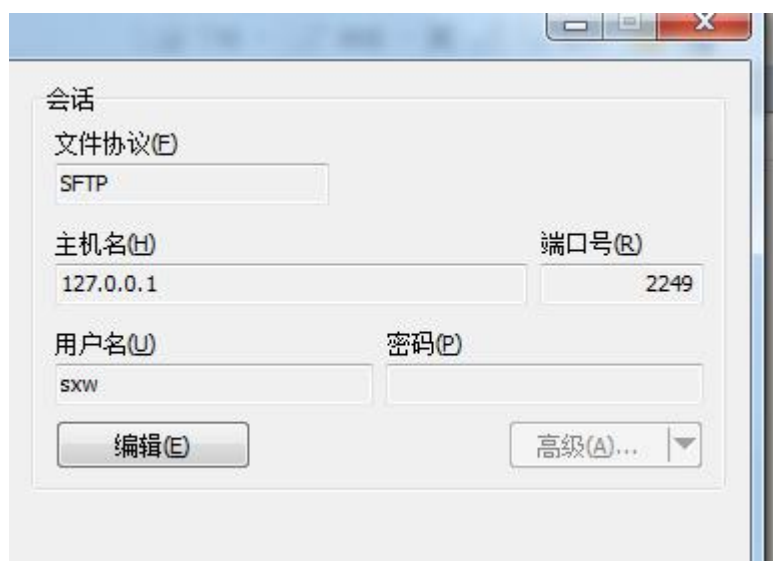 会话
文件协议(F)
SFTP
主机名(H) 端口号(R)
127.0.0.1 2249
用户名(U) 密码(P)
sxw
编辑(E) 高级(A)...